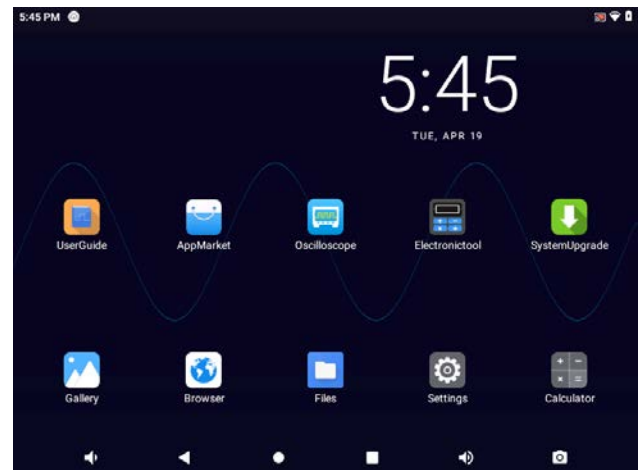 5:45 PM
5:45
TUE, APR 19
UserGuide
AppMarket
Oscilloscope
Electronictool
SystemUpgrade
Gallery
Browser
Files
Settings
Calculator